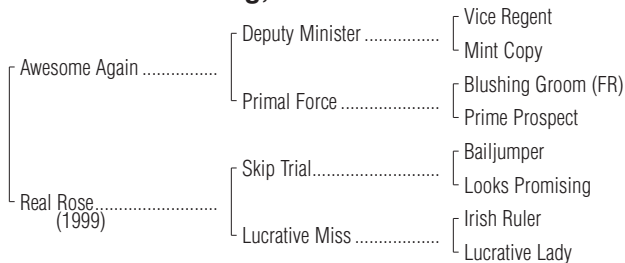 Vice Regent
Deputy Minister ................
Mint Copy
Awesome Again ................
Blushing Groom (FR)
Primal Force .....................
Prime Prospect
Bailjumper
Skip Trial...........................
Looks Promising
Real Rose..........................
(1999)
Irish Ruler
Lucrative Miss ..................
Lucrative Lady